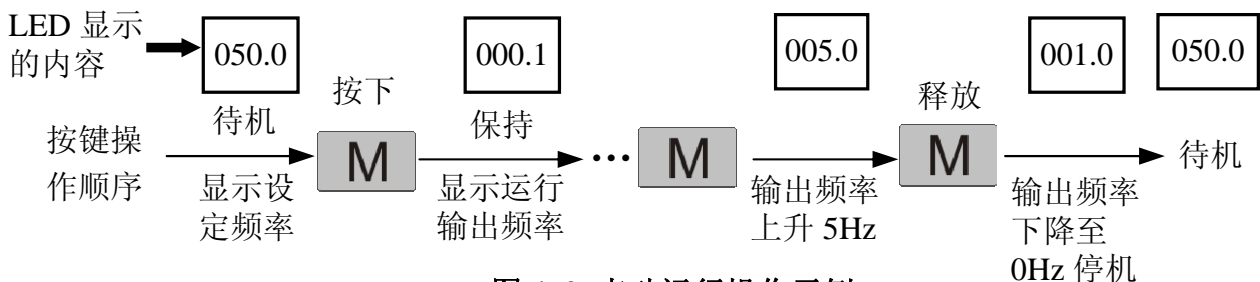 LED 显示
的内容
050.0
000.1
005.0
001.0
050.0
按键操
作顺序
待机
显示设
定频率
按下
M
保持
显示运行
输出频率
···
M
输出频率
上升 5Hz
释放
M
输出频率
下降至
0Hz 停机
待机